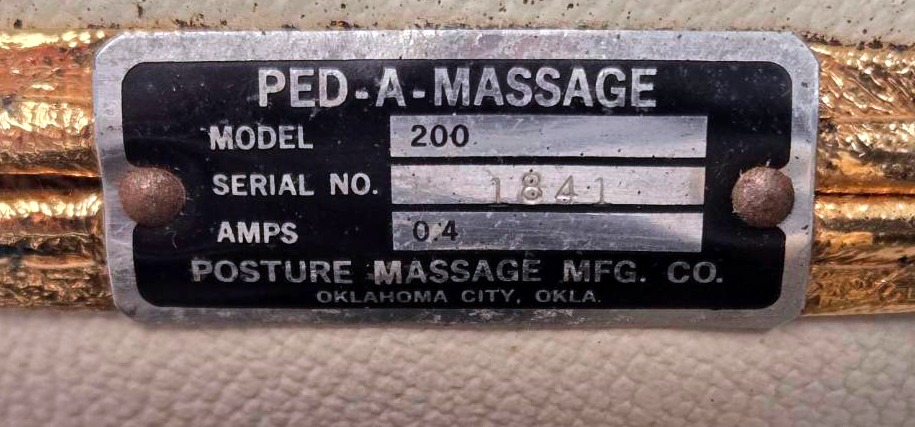 PED-A-MASSAGE
MODEL 200
SERIAL NO. 1841
AMPS 0.4
POSTURE MASSAGE MFG. CO.
OKLAHOMA CITY, OKLA.